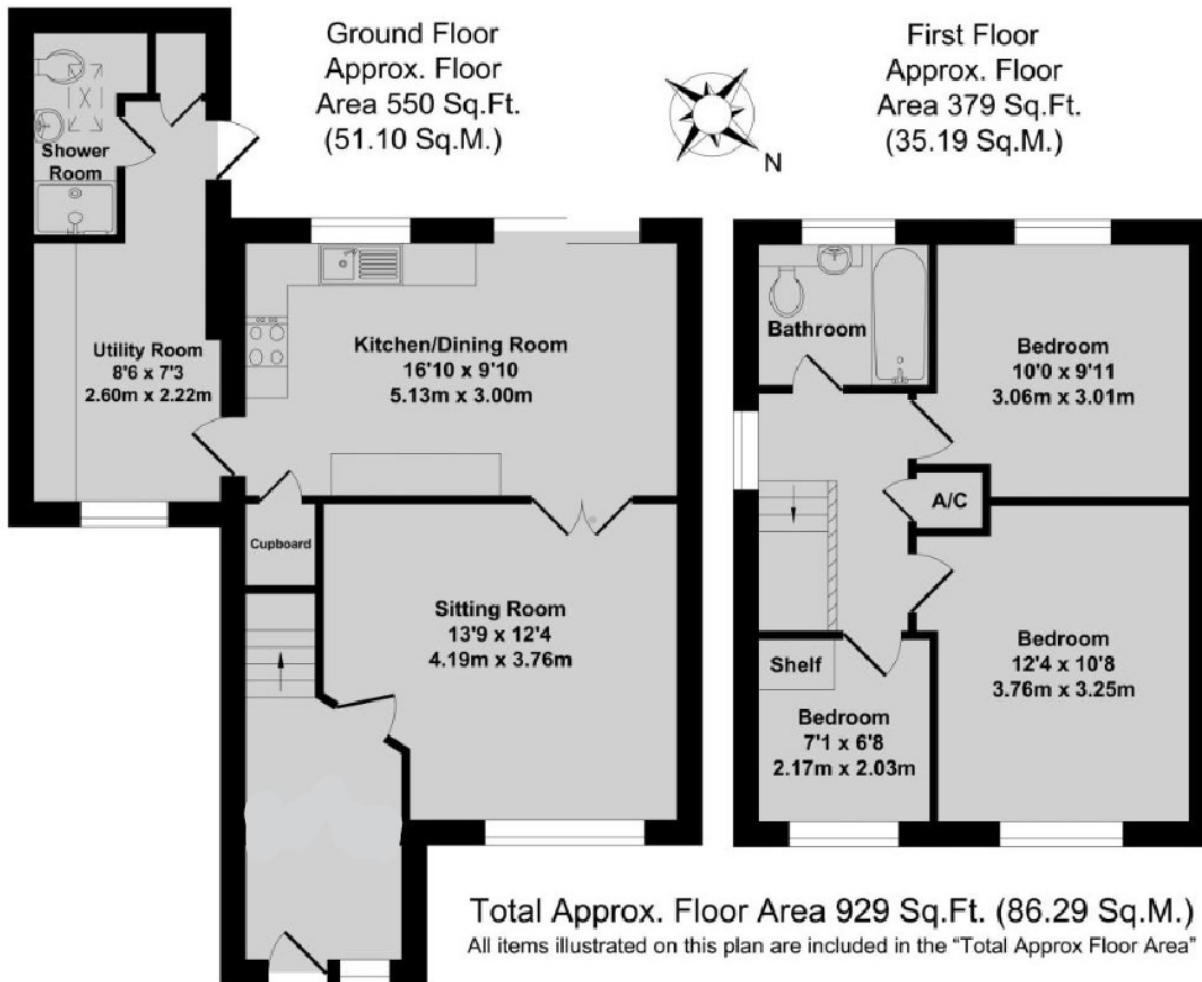 Ground Floor
Approx. Floor
Area 550 Sq.Ft.
(51.10 Sq.M.)
N
First Floor
Approx. Floor
Area 379 Sq.Ft.
(35.19 Sq.M.)
Shower
Room
Utility Room
8'6 x 7'3
2.60m x 2.22m
Kitchen/Dining Room
16'10 x 9'10
5.13m x 3.00m
Cupboard
Sitting Room
13'9 x 12'4
4.19m x 3.76m
Bathroom
Bedroom
10'0 x 9'11
3.06m x 3.01m
A/C
Bedroom
12'4 x 10'8
3.76m x 3.25m
Shelf
Bedroom
7'1 x 6'8
2.17m x 2.03m
Total Approx. Floor Area 929 Sq.Ft. (86.29 Sq.M.)
All items illustrated on this plan are included in the "Total Approx Floor Area"